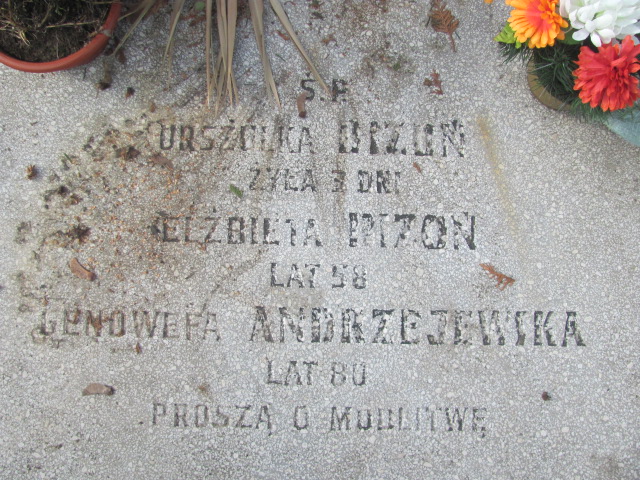 Ś.P.
URSZULKA BIZOŃ
ŻYŁA 3 DNI
ELŻBIETA BIZOŃ
LAT 58
GENOWEFA ANDRZEJEWSKA
LAT 80
PROSZĄ O MODLITWĘ